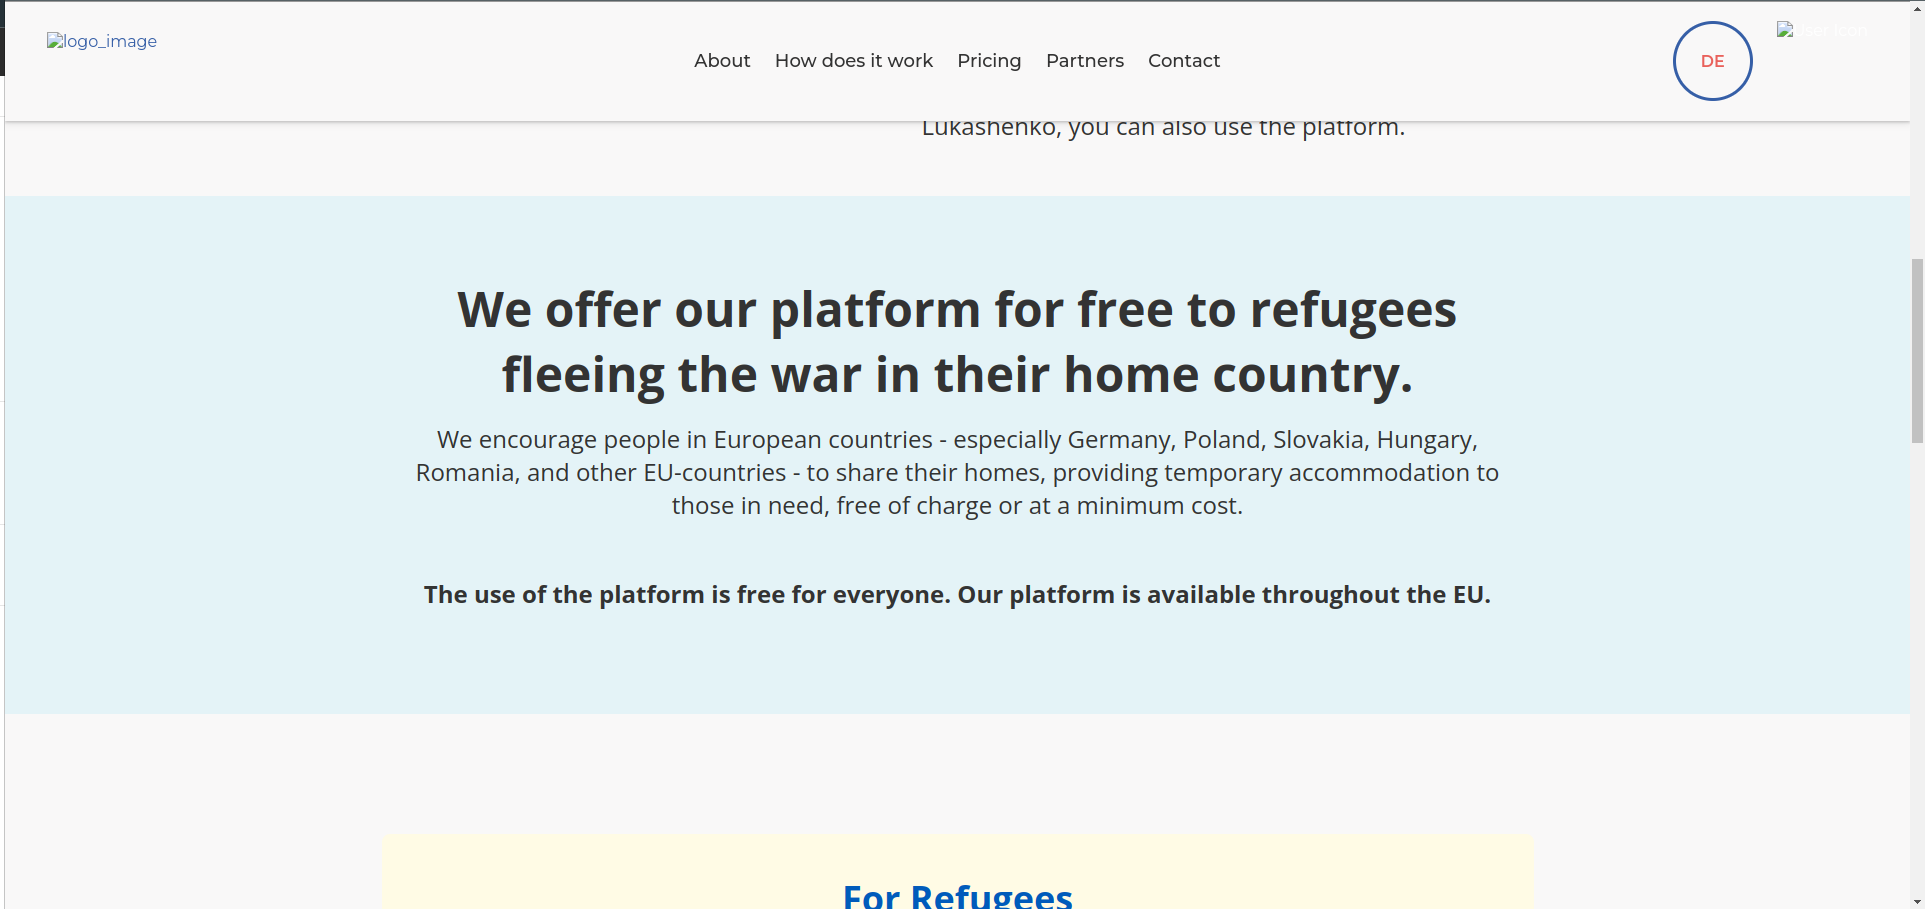 logo_image
About How does it work Pricing Partners Contact
DE
User Icon
Lukashenko, you can also use the platform.
We offer our platform for free to refugees
fleeing the war in their home country.
We encourage people in European countries - especially Germany, Poland, Slovakia, Hungary,
Romania, and other EU-countries - to share their homes, providing temporary accommodation to
those in need, free of charge or at a minimum cost.
The use of the platform is free for everyone. Our platform is available throughout the EU.
For Refugees